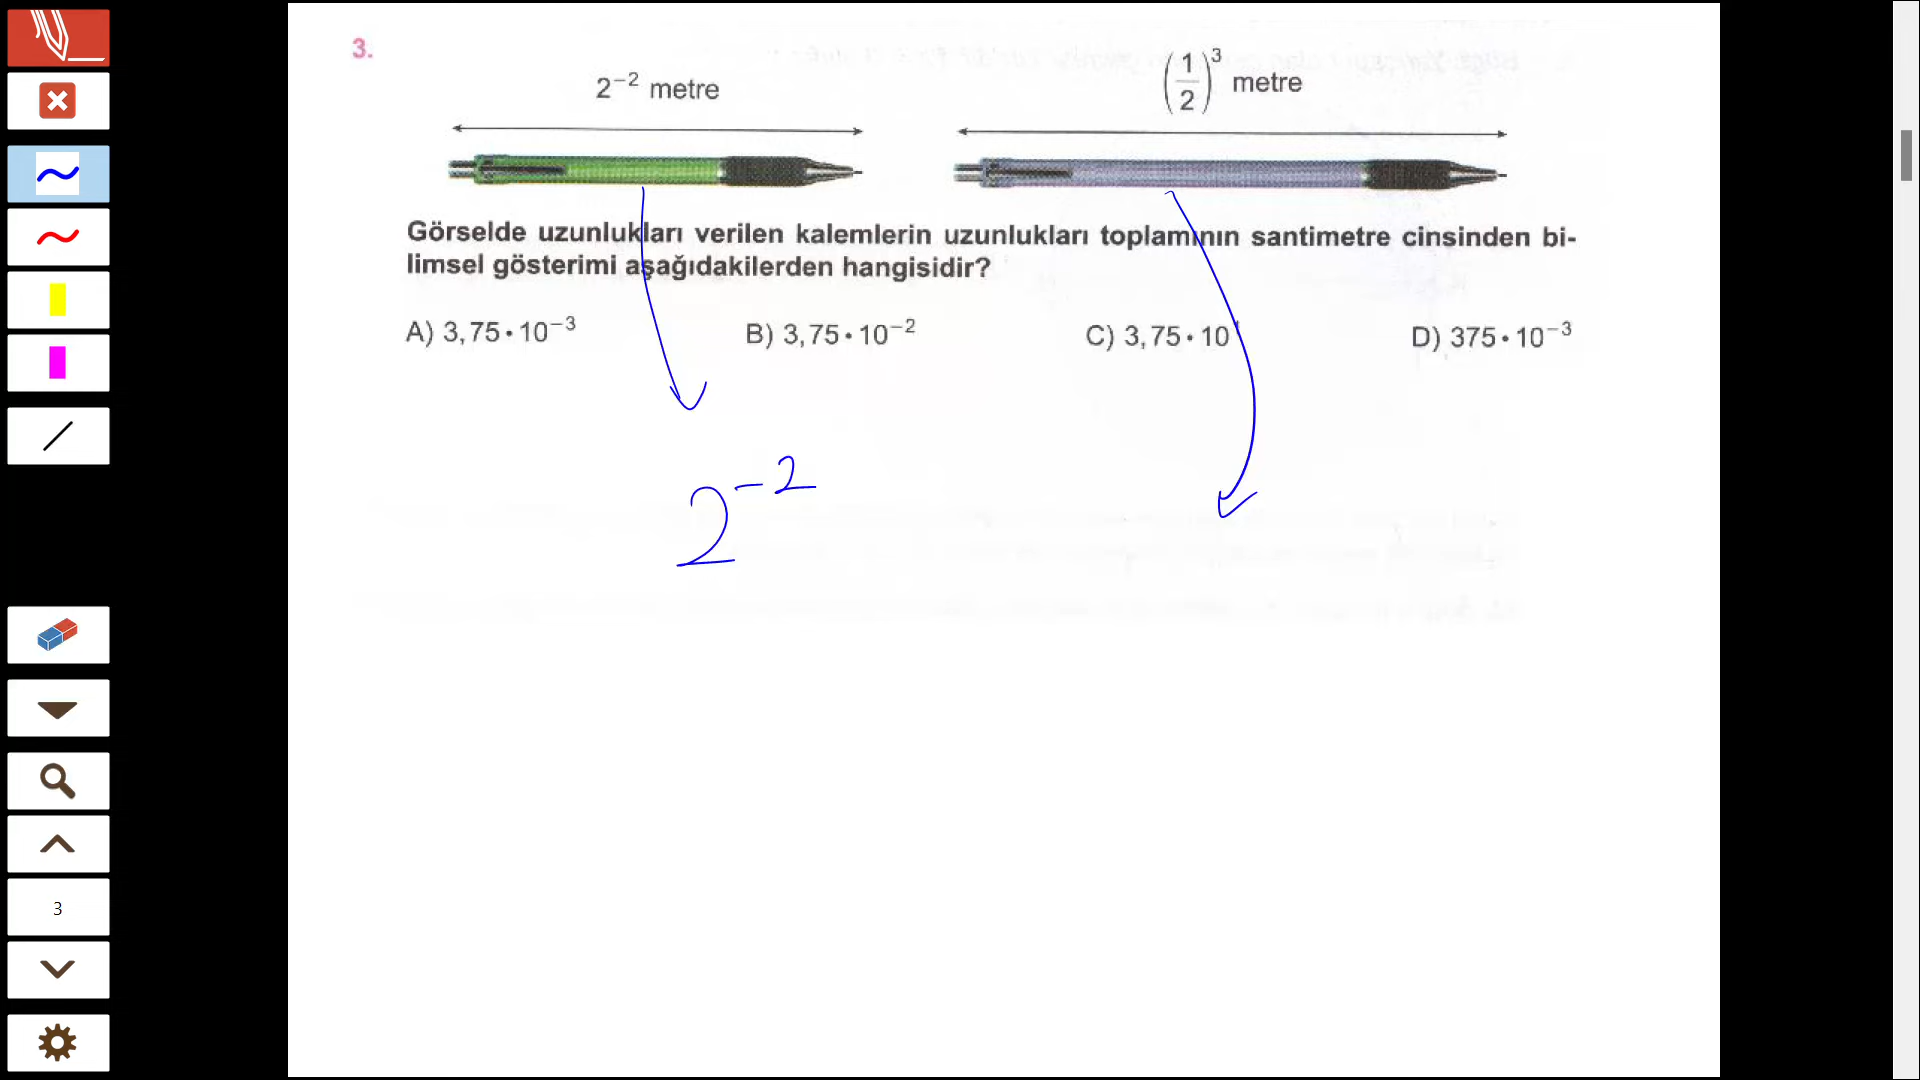 3.
2⁻² metre
(1/2)³ metre
Görselde uzunlukları verilen kalemlerin uzunlukları toplamının santimetre cinsinden bi-
limsel gösterimi aşağıdakilerden hangisidir?
A) 3,75 · 10⁻³ B) 3,75 · 10⁻² C) 3,75 · 10¹ D) 375 · 10⁻³
2⁻²
3